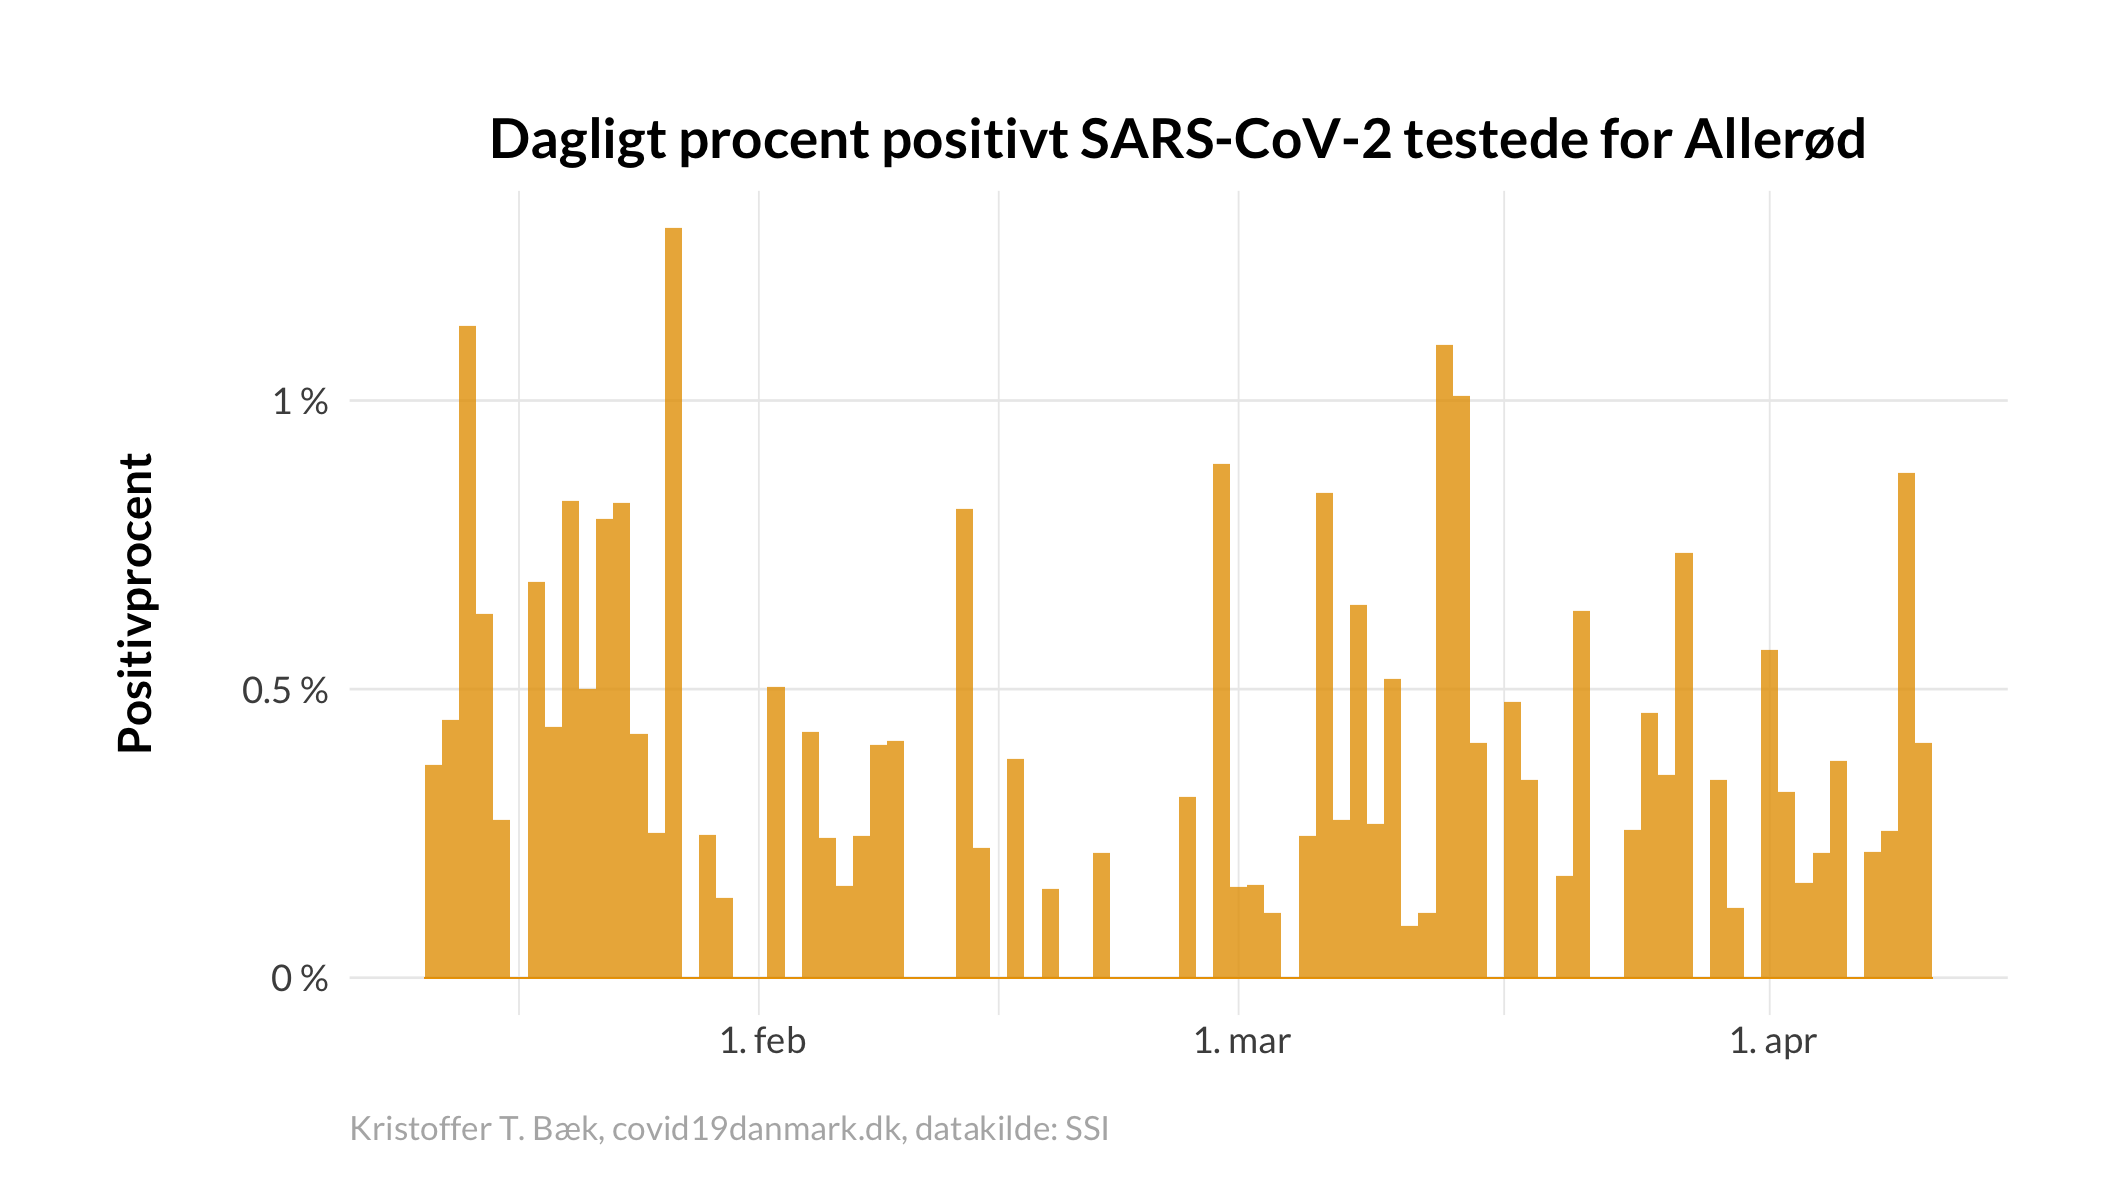 Dagligt procent positivt SARS-CoV-2 testede for Allerød
Positivprocent
1 %
0.5 %
0 %
1. feb
1. mar
1. apr
Kristoffer T. Bæk, covid19danmark.dk, datakilde: SSI